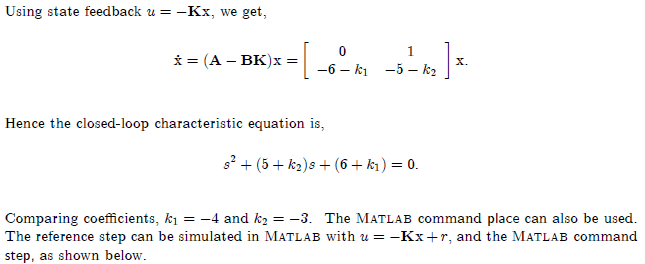 Using state feedback u = −Kx, we get,
ẋ = (A − BK)x = [ 0 1
−6 − k₁ −5 − k₂ ] x.
Hence the closed-loop characteristic equation is,
s² + (5 + k₂)s + (6 + k₁) = 0.
Comparing coefficients, k₁ = −4 and k₂ = −3. The MATLAB command place can also be used.
The reference step can be simulated in MATLAB with u = −Kx+r, and the MATLAB command
step, as shown below.